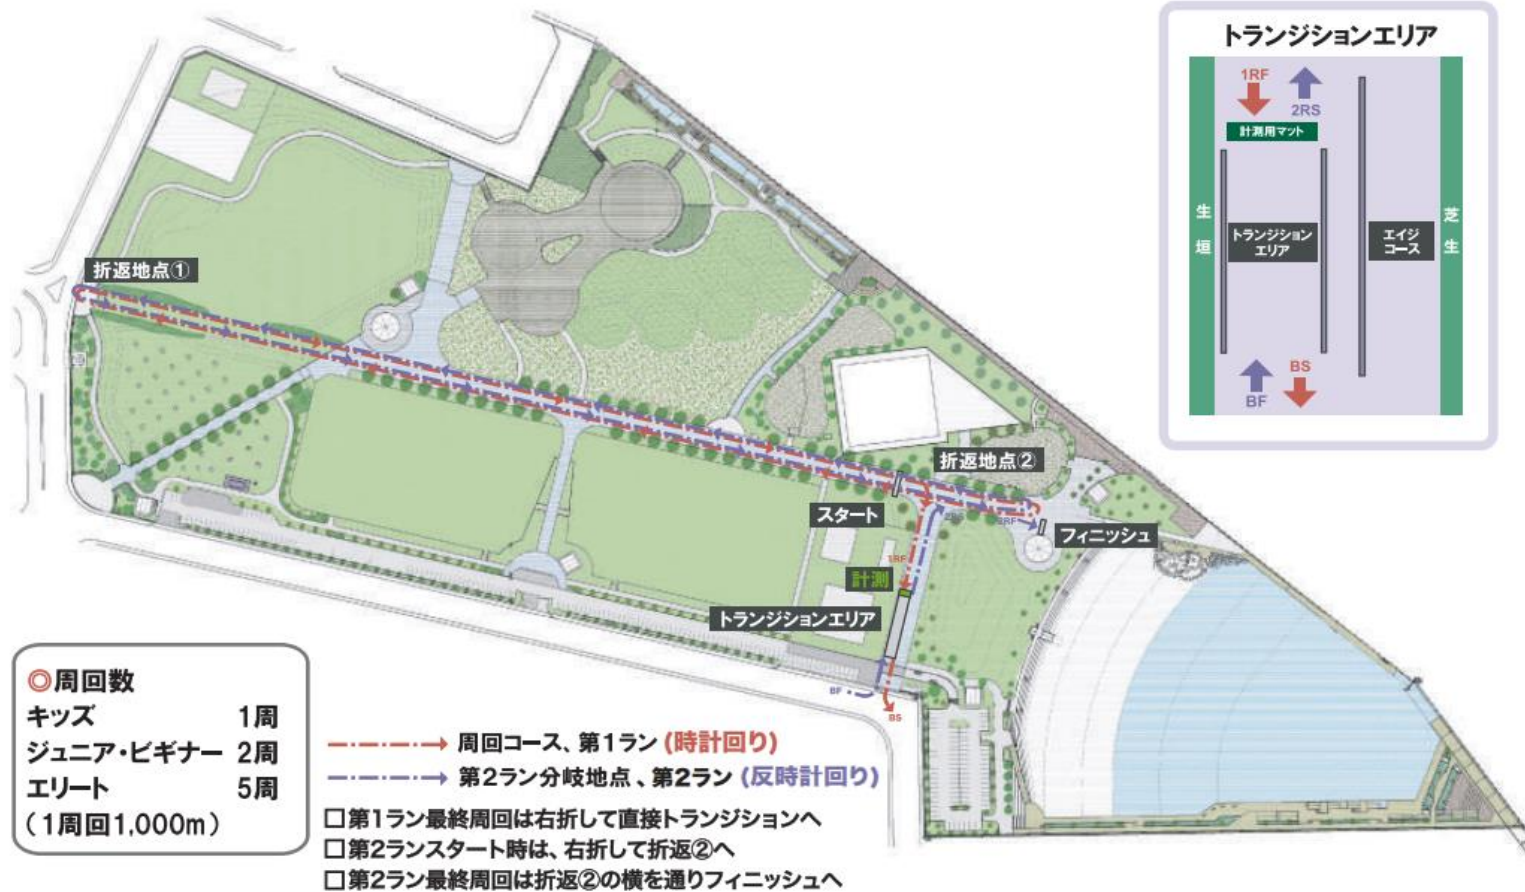 トランジションエリア
1RF
2RS
計測用マット
生垣
トランジション
エリア
エイジ
コース
芝生
BS
BF
折返地点①
折返地点②
スタート
2RF
フィニッシュ
1RF
計測
トランジションエリア
BF
BS
◎周回数
キッズ 1周
ジュニア・ビギナー 2周
エリート 5周
（1周回1,000m）
周回コース、第1ラン (時計回り)
第2ラン分岐地点、第2ラン (反時計回り)
□第1ラン最終周回は右折して直接トランジションへ
□第2ランスタート時は、右折して折返②へ
□第2ラン最終周回は折返②の横を通りフィニッシュへ